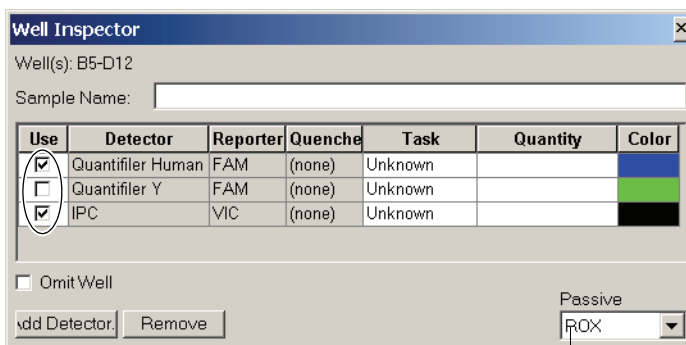 Well Inspector
Well(s): B5-D12
Sample Name:
Use Detector Reporter Quenche Task Quantity Color
Quantifiler Human FAM (none) Unknown
Quantifiler Y FAM (none) Unknown
IPC VIC (none) Unknown
Omit Well
Passive
dd Detector. Remove ROX